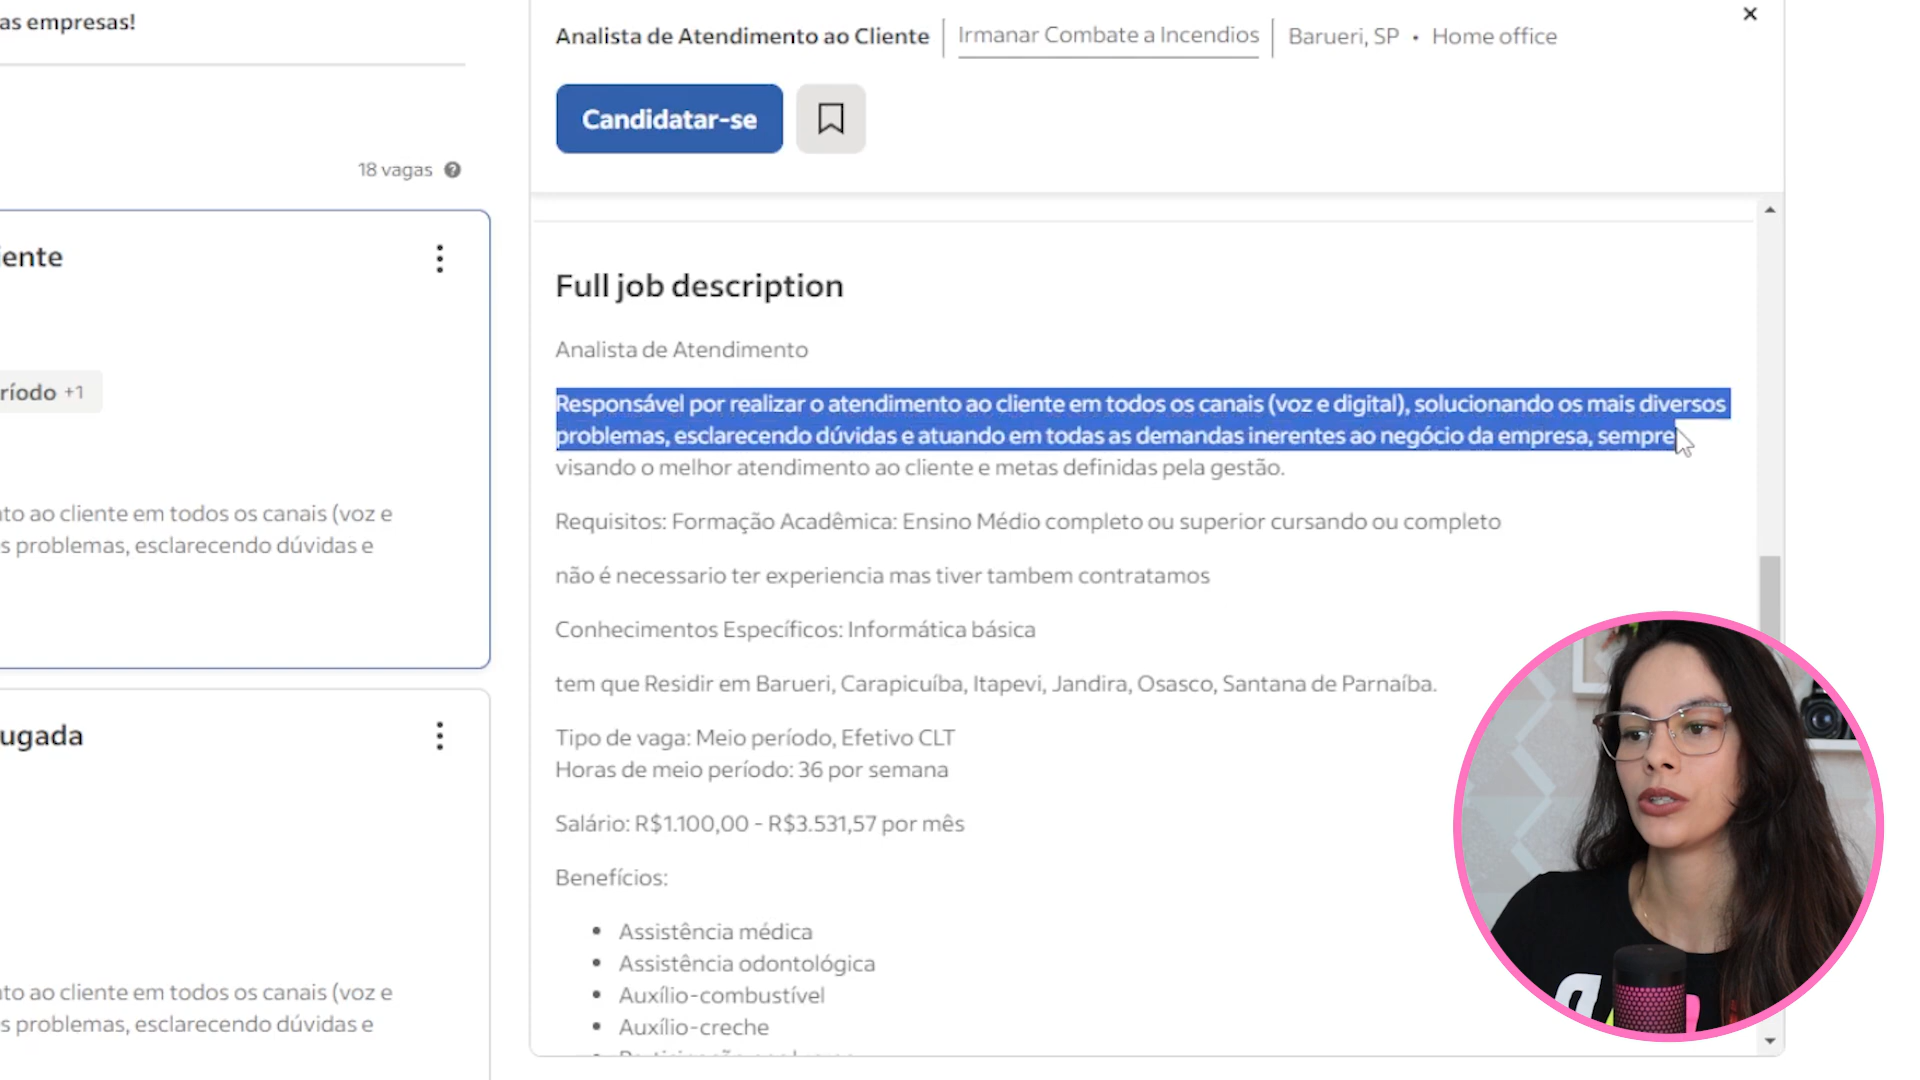 as empresas!
18 vagas
iente
ríodo +1
to ao cliente em todos os canais (voz e
s problemas, esclarecendo dúvidas e
ugada
to ao cliente em todos os canais (voz e
s problemas, esclarecendo dúvidas e
Analista de Atendimento ao Cliente
Irmanar Combate a Incendios
Barueri, SP • Home office
Candidatar-se
Full job description
Analista de Atendimento
Responsável por realizar o atendimento ao cliente em todos os canais (voz e digital), solucionando os mais diversos
problemas, esclarecendo dúvidas e atuando em todas as demandas inerentes ao negócio da empresa, sempre
visando o melhor atendimento ao cliente e metas definidas pela gestão.
Requisitos: Formação Acadêmica: Ensino Médio completo ou superior cursando ou completo
não é necessario ter experiencia mas tiver tambem contratamos
Conhecimentos Específicos: Informática básica
tem que Residir em Barueri, Carapicuíba, Itapevi, Jandira, Osasco, Santana de Parnaíba.
Tipo de vaga: Meio período, Efetivo CLT
Horas de meio período: 36 por semana
Salário: R$1.100,00 - R$3.531,57 por mês
Benefícios:
• Assistência médica
• Assistência odontológica
• Auxílio-combustível
• Auxílio-creche